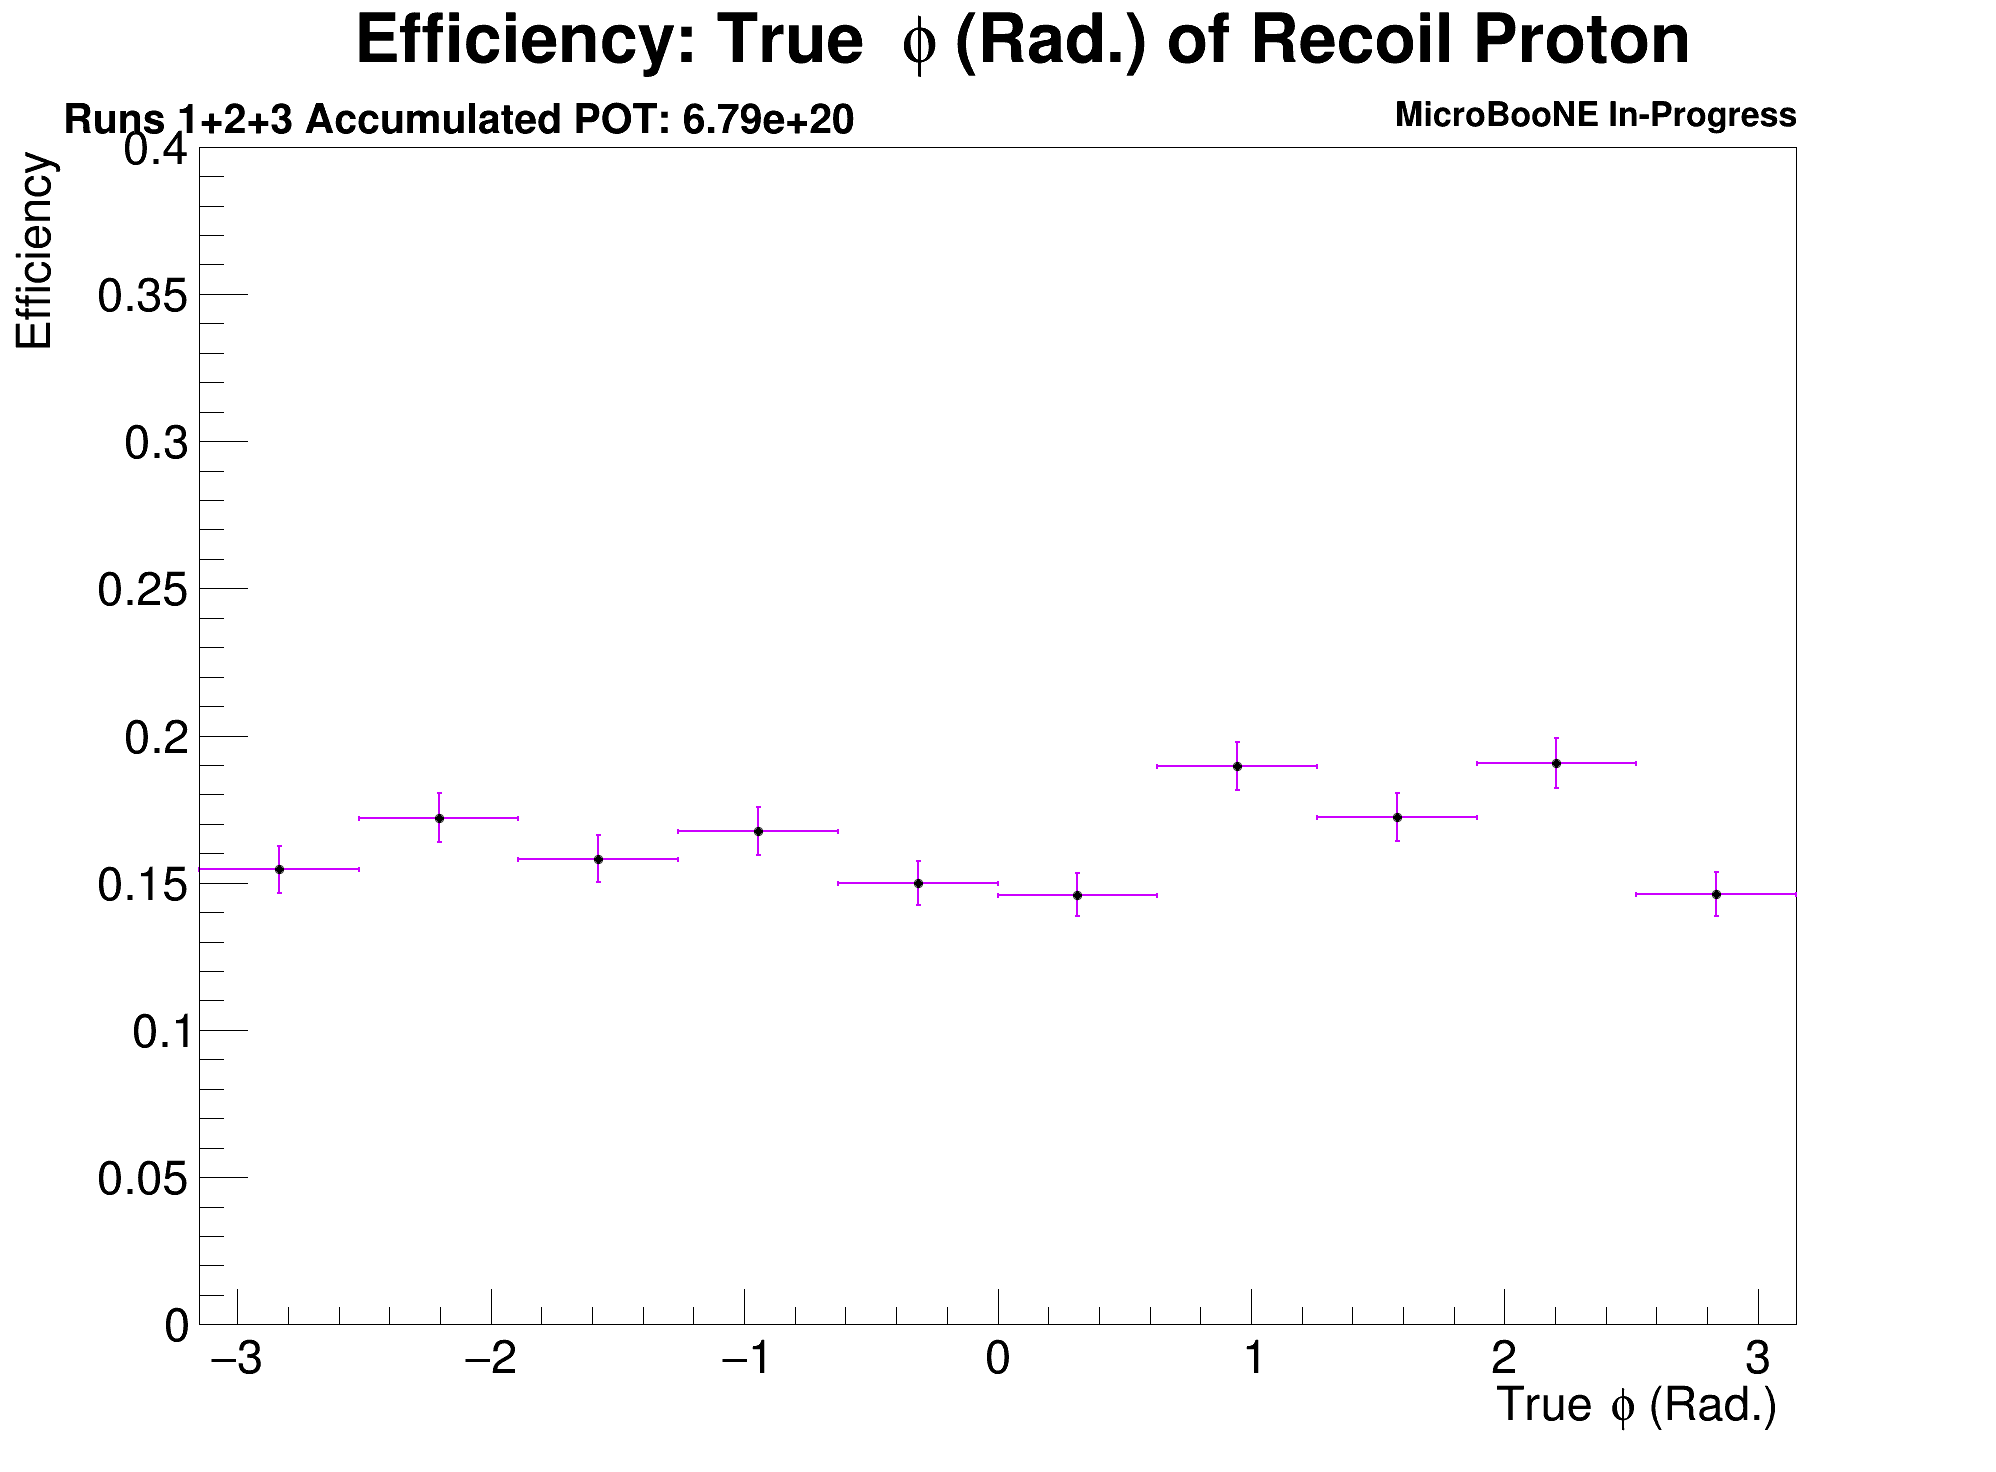 Efficiency: True ϕ (Rad.) of Recoil Proton
Runs 1+2+3 Accumulated POT: 6.79e+20
MicroBooNE In-Progress
Efficiency
0.4
0.35
0.3
0.25
0.2
0.15
0.1
0.05
0
−3 −2 −1 0 1 2 3
True ϕ (Rad.)